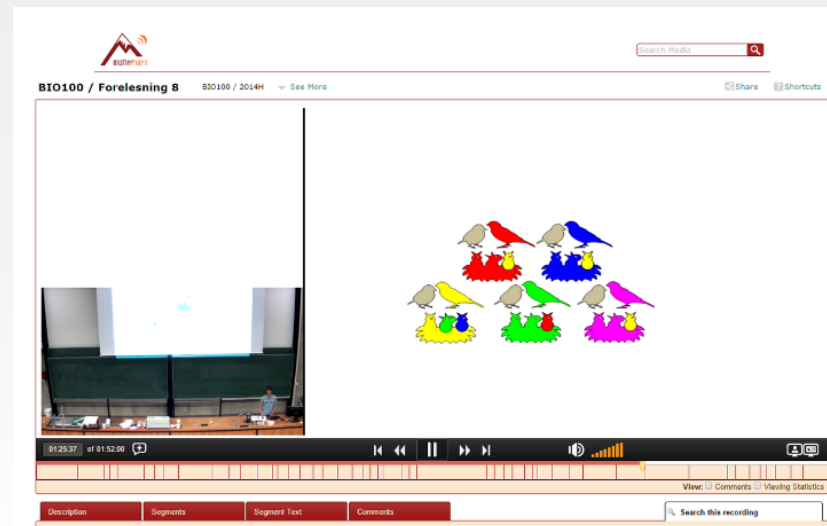 matterhorn
Search Media
BIO100 / Forelesning 8 BIO100 / 2014H See More Share Shortcuts
01:25:37 of 01:52:00
View: Comments Viewing Statistics
Description Segments Segment Text Comments Search this recording